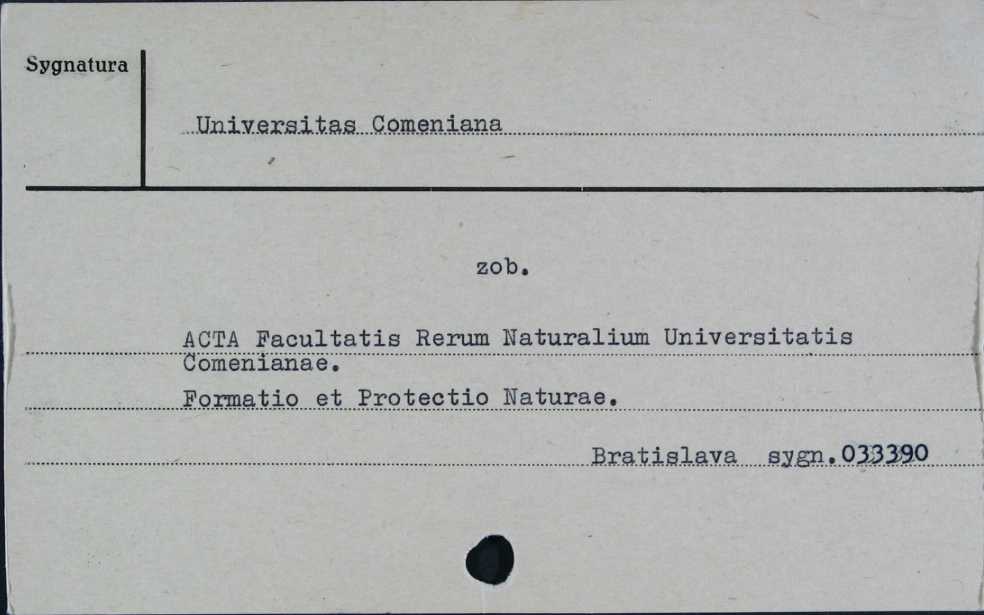 Sygnatura
Universitas Comeniana
zob.
ACTA Facultatis Rerum Naturalium Universitatis
Comenianae.
Formatio et Protectio Naturae.
Bratislava sygn.033390